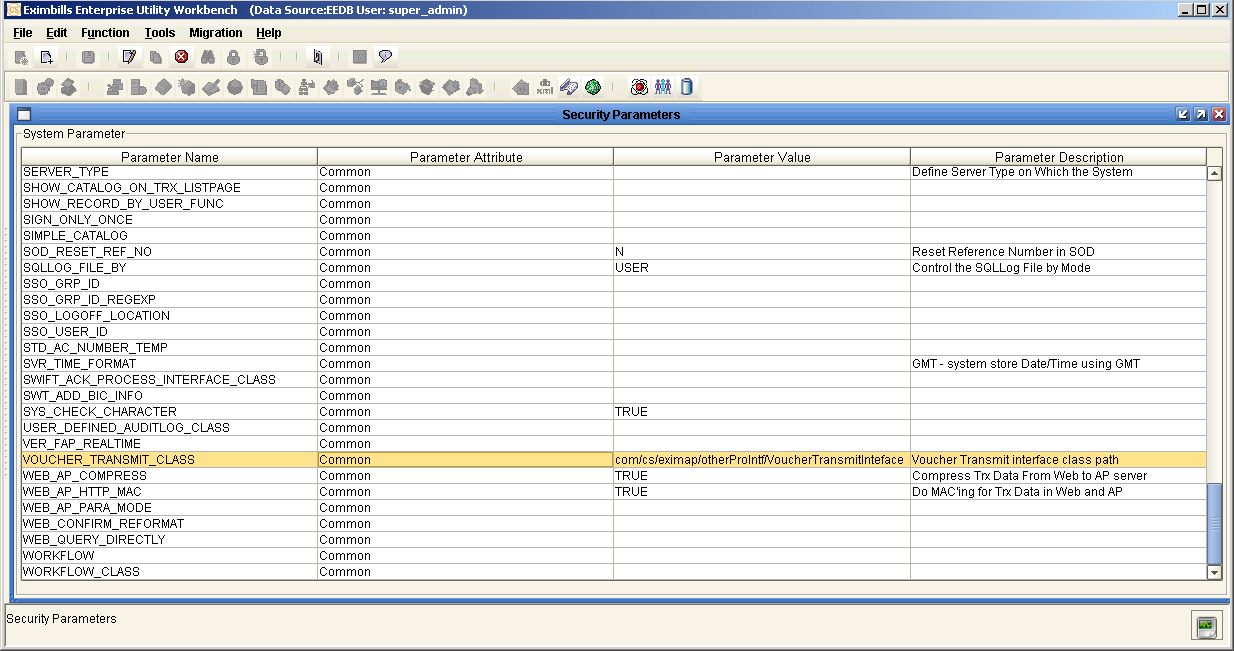 Eximbills Enterprise Utility Workbench (Data Source:EEDB User: super_admin)
File Edit Function Tools Migration Help
db
xml
Security Parameters
System Parameter
Parameter Name Parameter Attribute Parameter Value Parameter Description
SERVER_TYPE Common Define Server Type on Which the System
SHOW_CATALOG_ON_TRX_LISTPAGE Common
SHOW_RECORD_BY_USER_FUNC Common
SIGN_ONLY_ONCE Common
SIMPLE_CATALOG Common
SOD_RESET_REF_NO Common N Reset Reference Number in SOD
SQLLOG_FILE_BY Common USER Control the SQLLog File by Mode
SSO_GRP_ID Common
SSO_GRP_ID_REGEXP Common
SSO_LOGOFF_LOCATION Common
SSO_USER_ID Common
STD_AC_NUMBER_TEMP Common
SVR_TIME_FORMAT Common GMT - system store Date/Time using GMT
SWIFT_ACK_PROCESS_INTERFACE_CLASS Common
SWT_ADD_BIC_INFO Common
SYS_CHECK_CHARACTER Common TRUE
USER_DEFINED_AUDITLOG_CLASS Common
VER_FAP_REALTIME Common
VOUCHER_TRANSMIT_CLASS Common com/cs/eximap/otherProIntf/VoucherTransmitInteface Voucher Transmit interface class path
WEB_AP_COMPRESS Common TRUE Compress Trx Data From Web to AP server
WEB_AP_HTTP_MAC Common TRUE Do MAC'ing for Trx Data in Web and AP
WEB_AP_PARA_MODE Common
WEB_CONFIRM_REFORMAT Common
WEB_QUERY_DIRECTLY Common
WORKFLOW Common
WORKFLOW_CLASS Common
Security Parameters